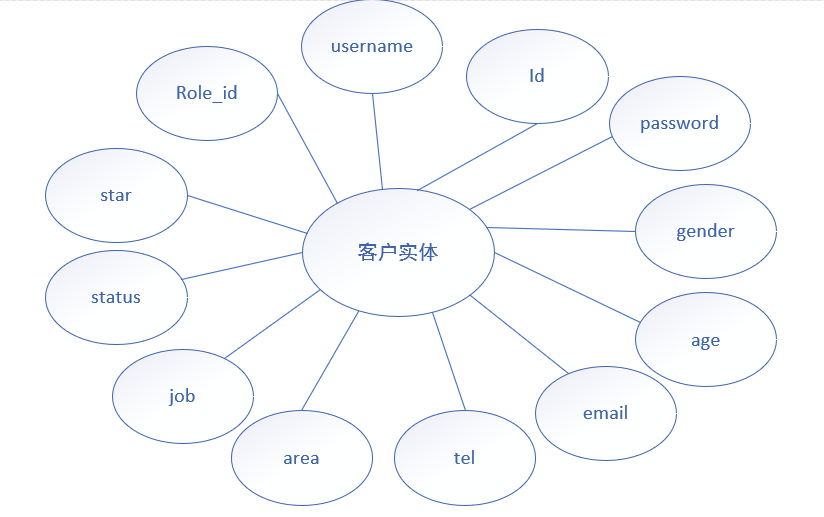 username
Id
Role_id
password
star
gender
客户实体
status
age
job
email
area
tel